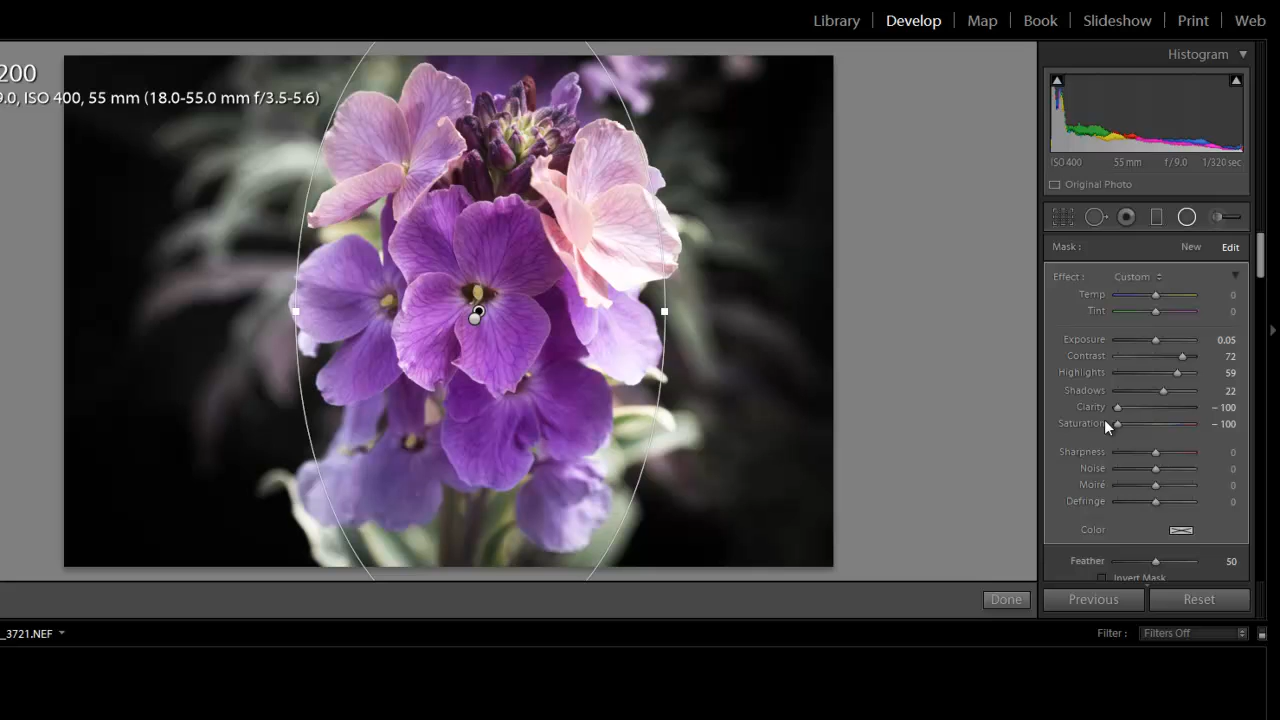 Library | Develop | Map | Book | Slideshow | Print | Web
Histogram
200
9.0, ISO 400, 55 mm (18.0-55.0 mm f/3.5-5.6)
ISO 400 55 mm f / 9.0 1/320 sec
Original Photo
Mask : New Edit
Effect : Custom
Temp 0
Tint 0
Exposure 0.05
Contrast 72
Highlights 59
Shadows 22
Clarity – 100
Saturation – 100
Sharpness 0
Noise 0
Moiré 0
Defringe 0
Color
Feather 50
Invert Mask
Done
Previous
Reset
_3721.NEF
Filter : Filters Off